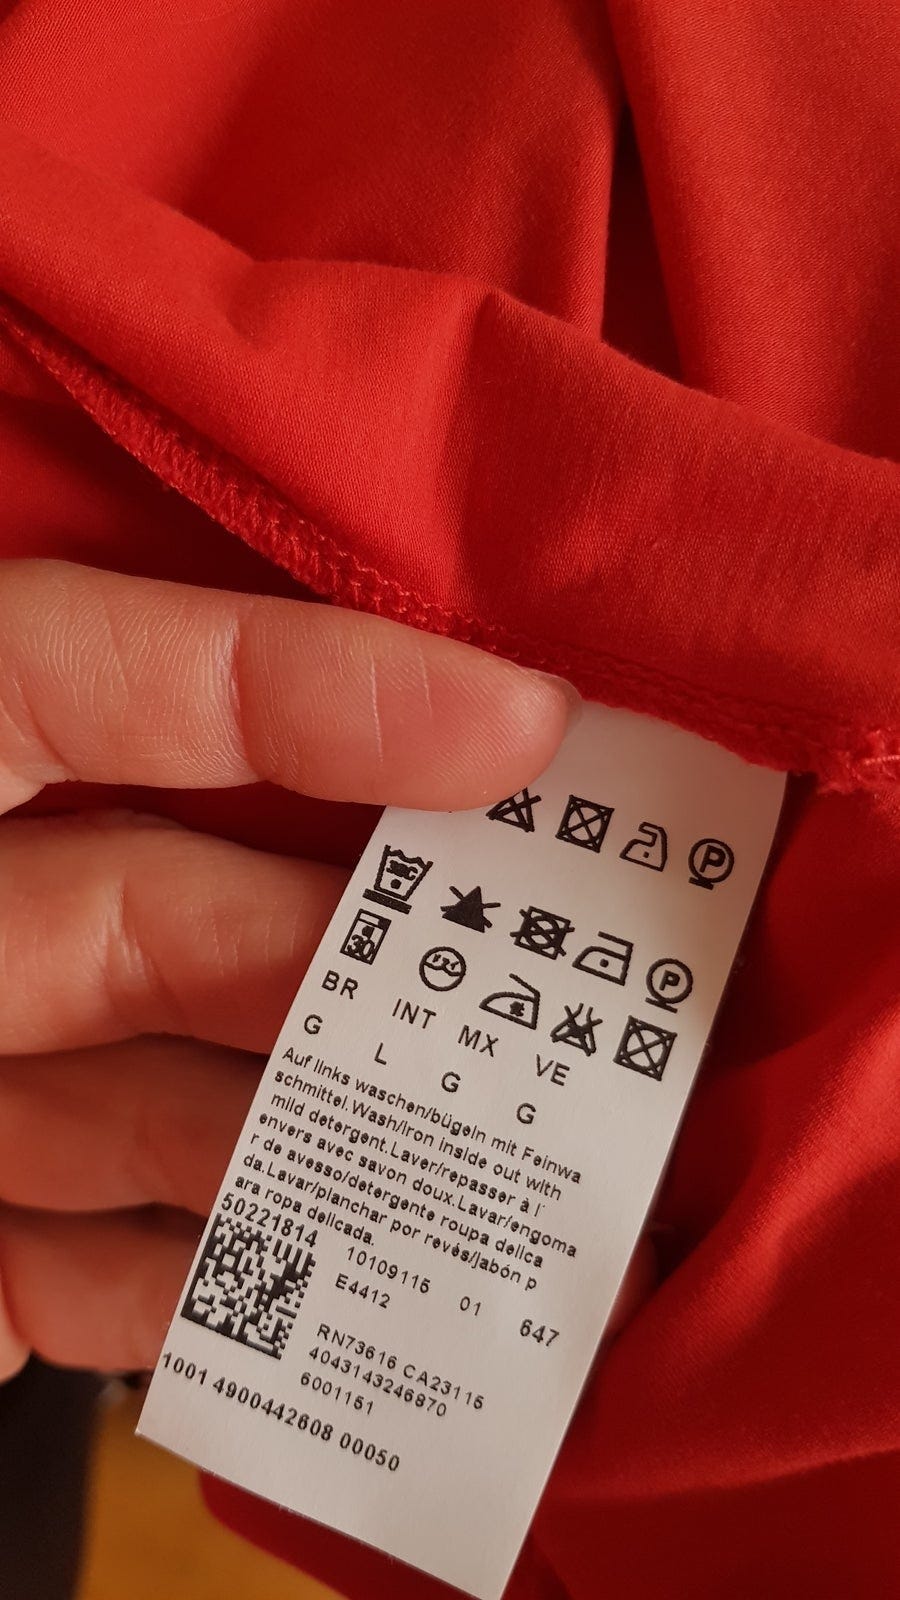 P
P
30
BR INT MX VE
G L G G
Auf links waschen/bügeln mit Feinwa
schmittel.Wash/Iron inside out with
mild detergent.Laver/repasser à l'
envers avec savon doux.Lavar/engoma
r de avesso/detergente roupa delica
da.Lavar/planchar por revés/jabón p
ara ropa delicada.
50221814
10109115 01 647
E4412
RN73616 CA23115
4043143246870
6001151
1001 4900442608 00050